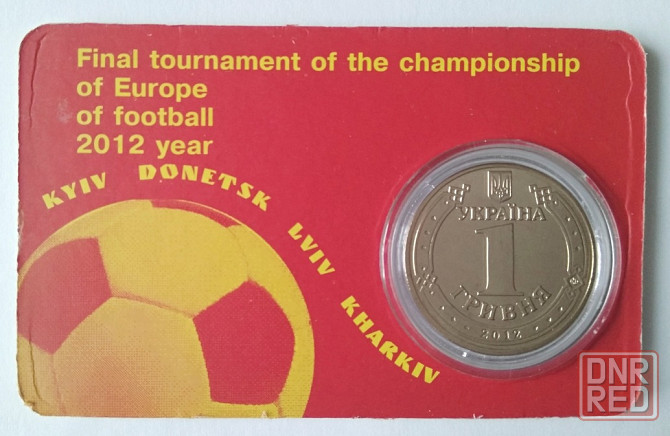 Final tournament of the championship
of Europe
of football
2012 year
KYIV DONETSK LVIV KHARKIV
УКРАЇНА
1
ГРИВНЯ
2012
DNR
RED